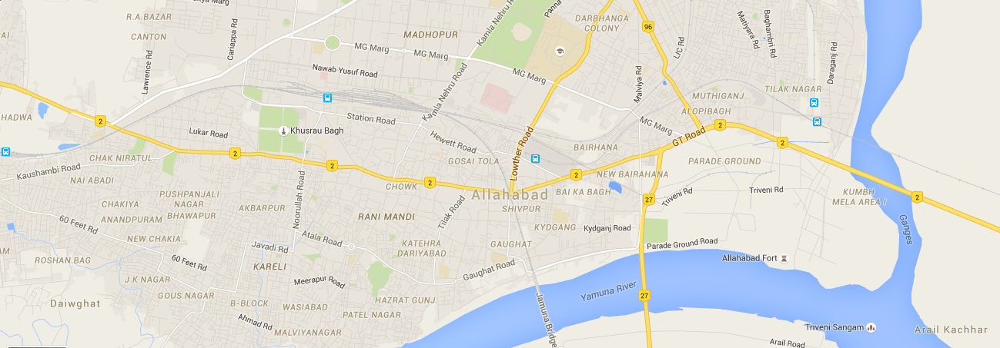 Marg
R.A.BAZAR
CANTON
Cariappa Rd
Lawrence Rd
MADHOPUR
MG Marg
MG Marg
Nawab Yusuf Road
Kamla Nehru Ro
Kamla Nehru Road
Panna
DARBHANGA
COLONY
96
LIC Rd
Matiyara Rd
Baghambri Rd
Daraganj Rd
MG Marg
Malviya Rd
MUTHIGANJ
ALOPIBAGH
TILAK NAGAR
HADWA
2
Station Road
Khusrau Bagh
Lukar Road
Hewett Road
Lowther Road
MG Marg
GT Road
2
2
BAIRHANA
2
2
CHAK NIRATUL
Kaushambi Road
NAI ABADI
GOSAI TOLA
PARADE GROUND
2
NEW BAIRAHANA
CHOWK
2
Allahabad
BAI KA BAGH
Triveni Rd
Triveni Rd
KUMBH
MELA AREA I
2
27
PUSHPANJALI
NAGAR
CHAKIYA
BHAWAPUR
AKBARPUR
Noorullah Road
RANI MANDI
Tilak Road
SHIVPUR
ANANDPURAM
60 Feet Rd
NEW CHAKIA
Atala Road
KATEHRA
DARIYABAD
GAUGHAT
KYDGANG
Kydganj Road
Parade Ground Road
Ganges
ROSHAN BAG
60 Feet Rd
Javadi Rd
KARELI
Allahabad Fort
J K NAGAR
Meerapur Road
Gaughat Road
GOUS NAGAR
Yamuna River
27
Daiwghat
B-BLOCK
WASIABAD
HAZRAT GUNJ
PATEL NAGAR
Jamuna Bridge
Ahmad Rd
MALVIYANAGAR
Triveni Sangam
Arail Kachhar
Arail Road